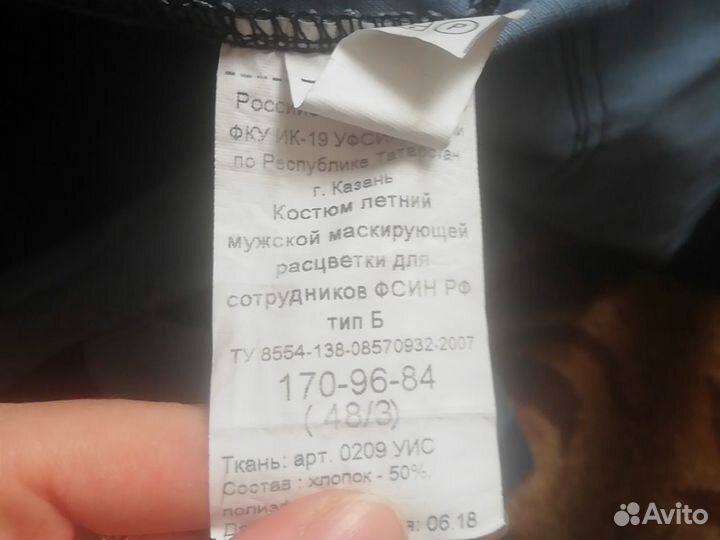 P
ФКУ ИК-19
по Республике Татарстан
г. Казань
Костюм летний
мужской маскирующей
расцветки для
сотрудников ФСИН РФ
тип Б
ТУ 8554-138-08570932-2007
170-96-84
( 48/3)
Ткань: арт. 0209 УИС
Состав : хлопок - 50%,
06.18
Avito